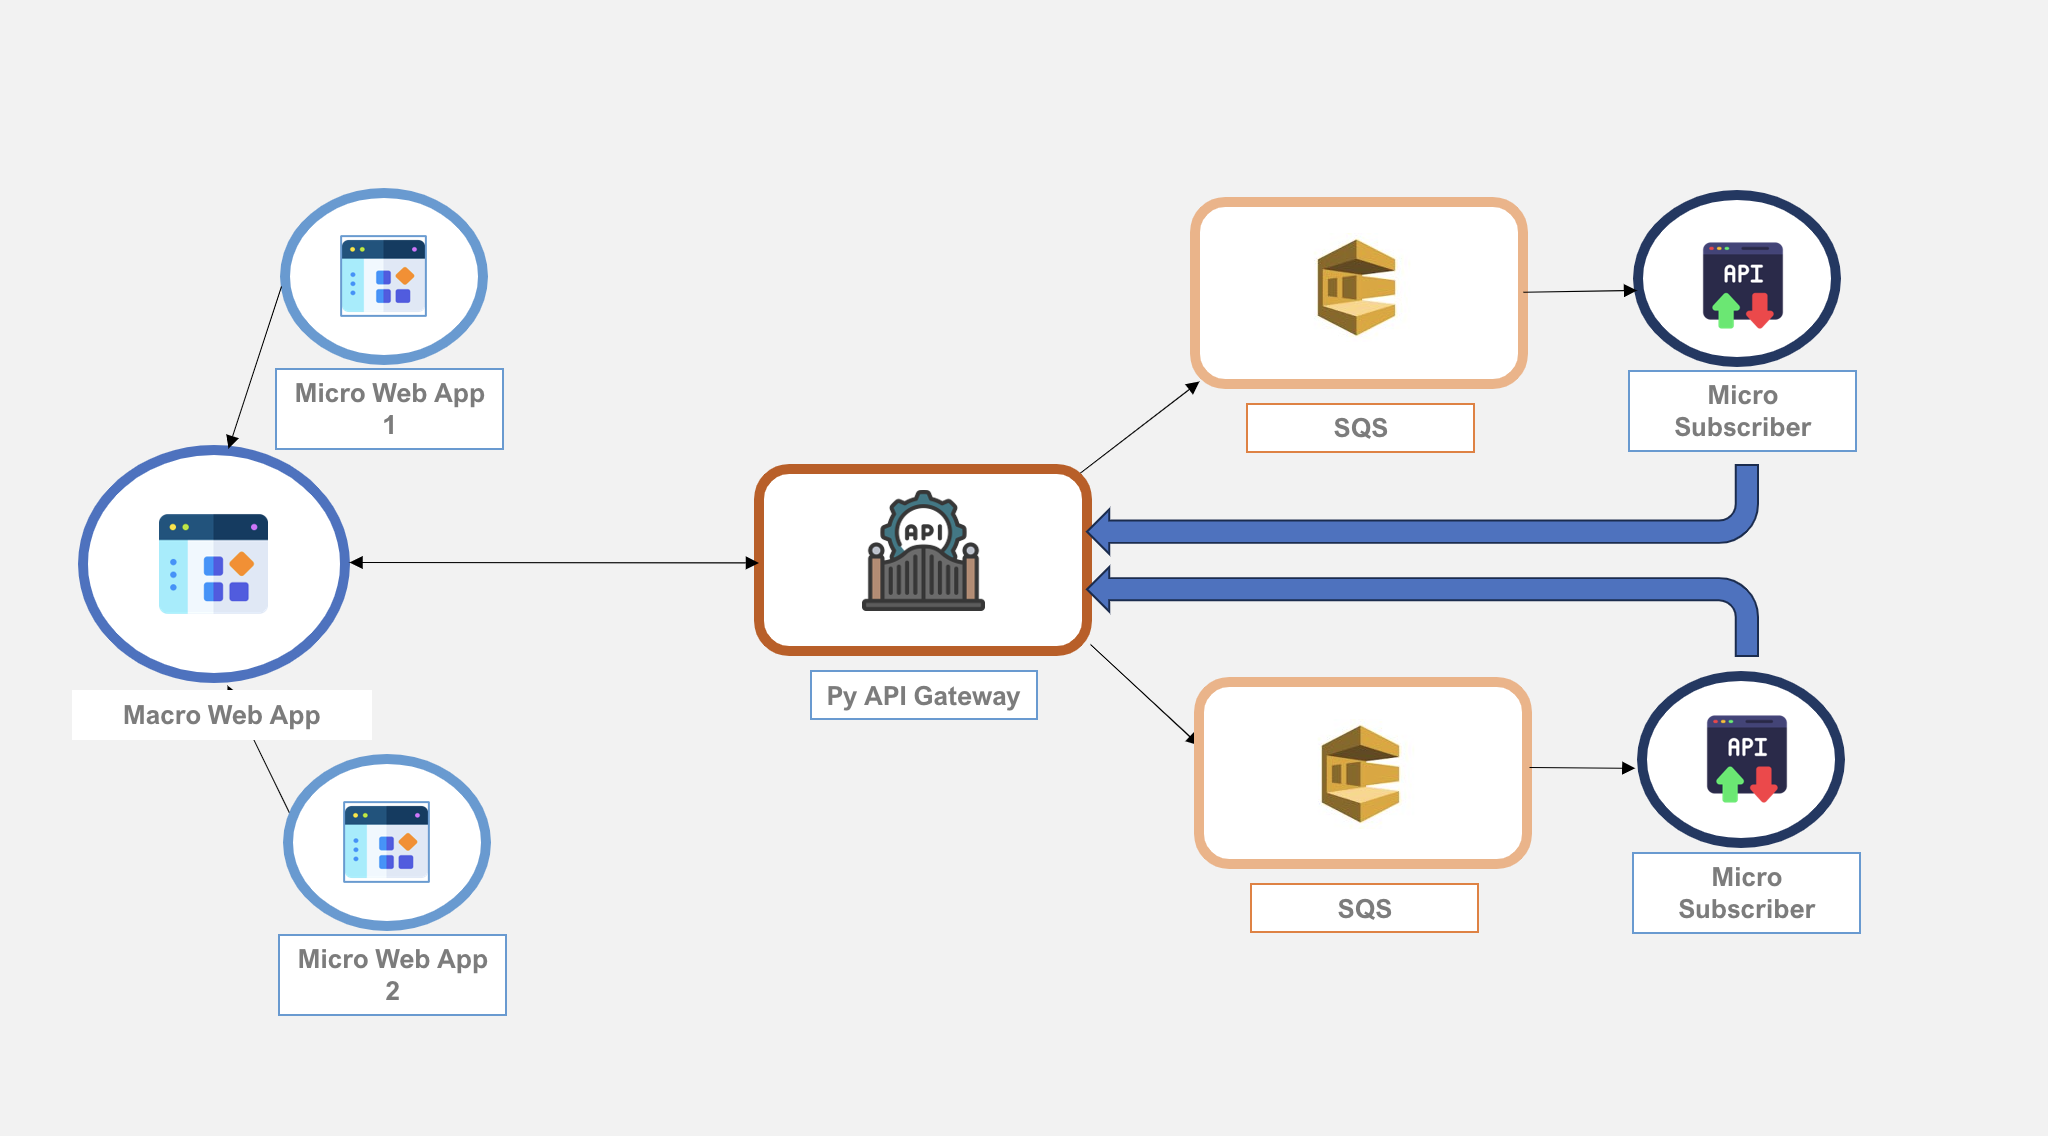 Micro Web App
1
Macro Web App
Micro Web App
2
API
Py API Gateway
SQS
API
Micro
Subscriber
SQS
API
Micro
Subscriber